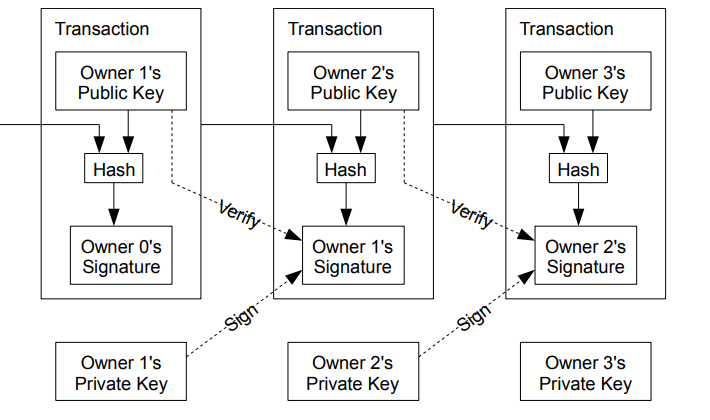 Transaction
Owner 1's
Public Key
Hash
Owner 0's
Signature
Transaction
Owner 2's
Public Key
Hash
Verify
Owner 1's
Signature
Transaction
Owner 3's
Public Key
Hash
Verify
Owner 2's
Signature
Sign
Sign
Owner 1's
Private Key
Owner 2's
Private Key
Owner 3's
Private Key